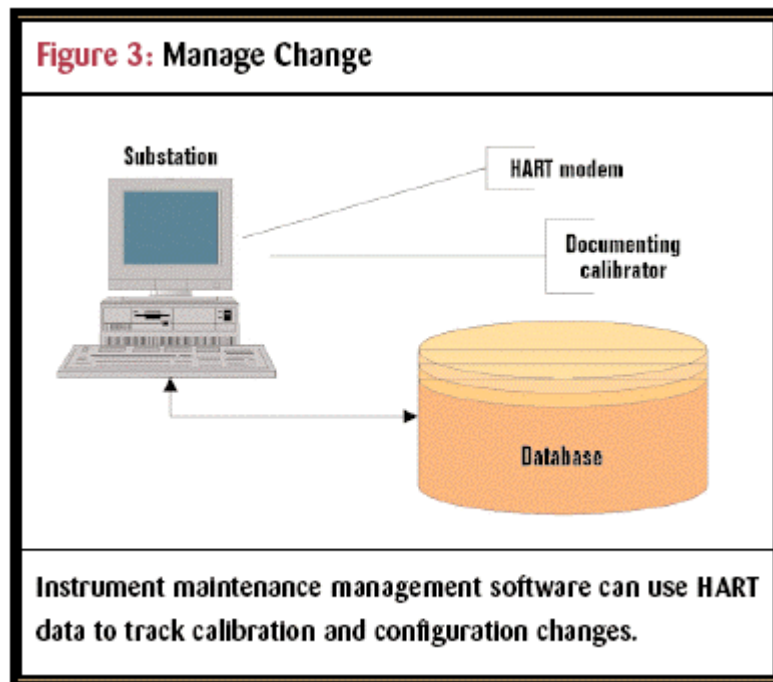 Figure 3: Manage Change
Substation
HART modem
Documenting
calibrator
Database
Instrument maintenance management software can use HART
data to track calibration and configuration changes.